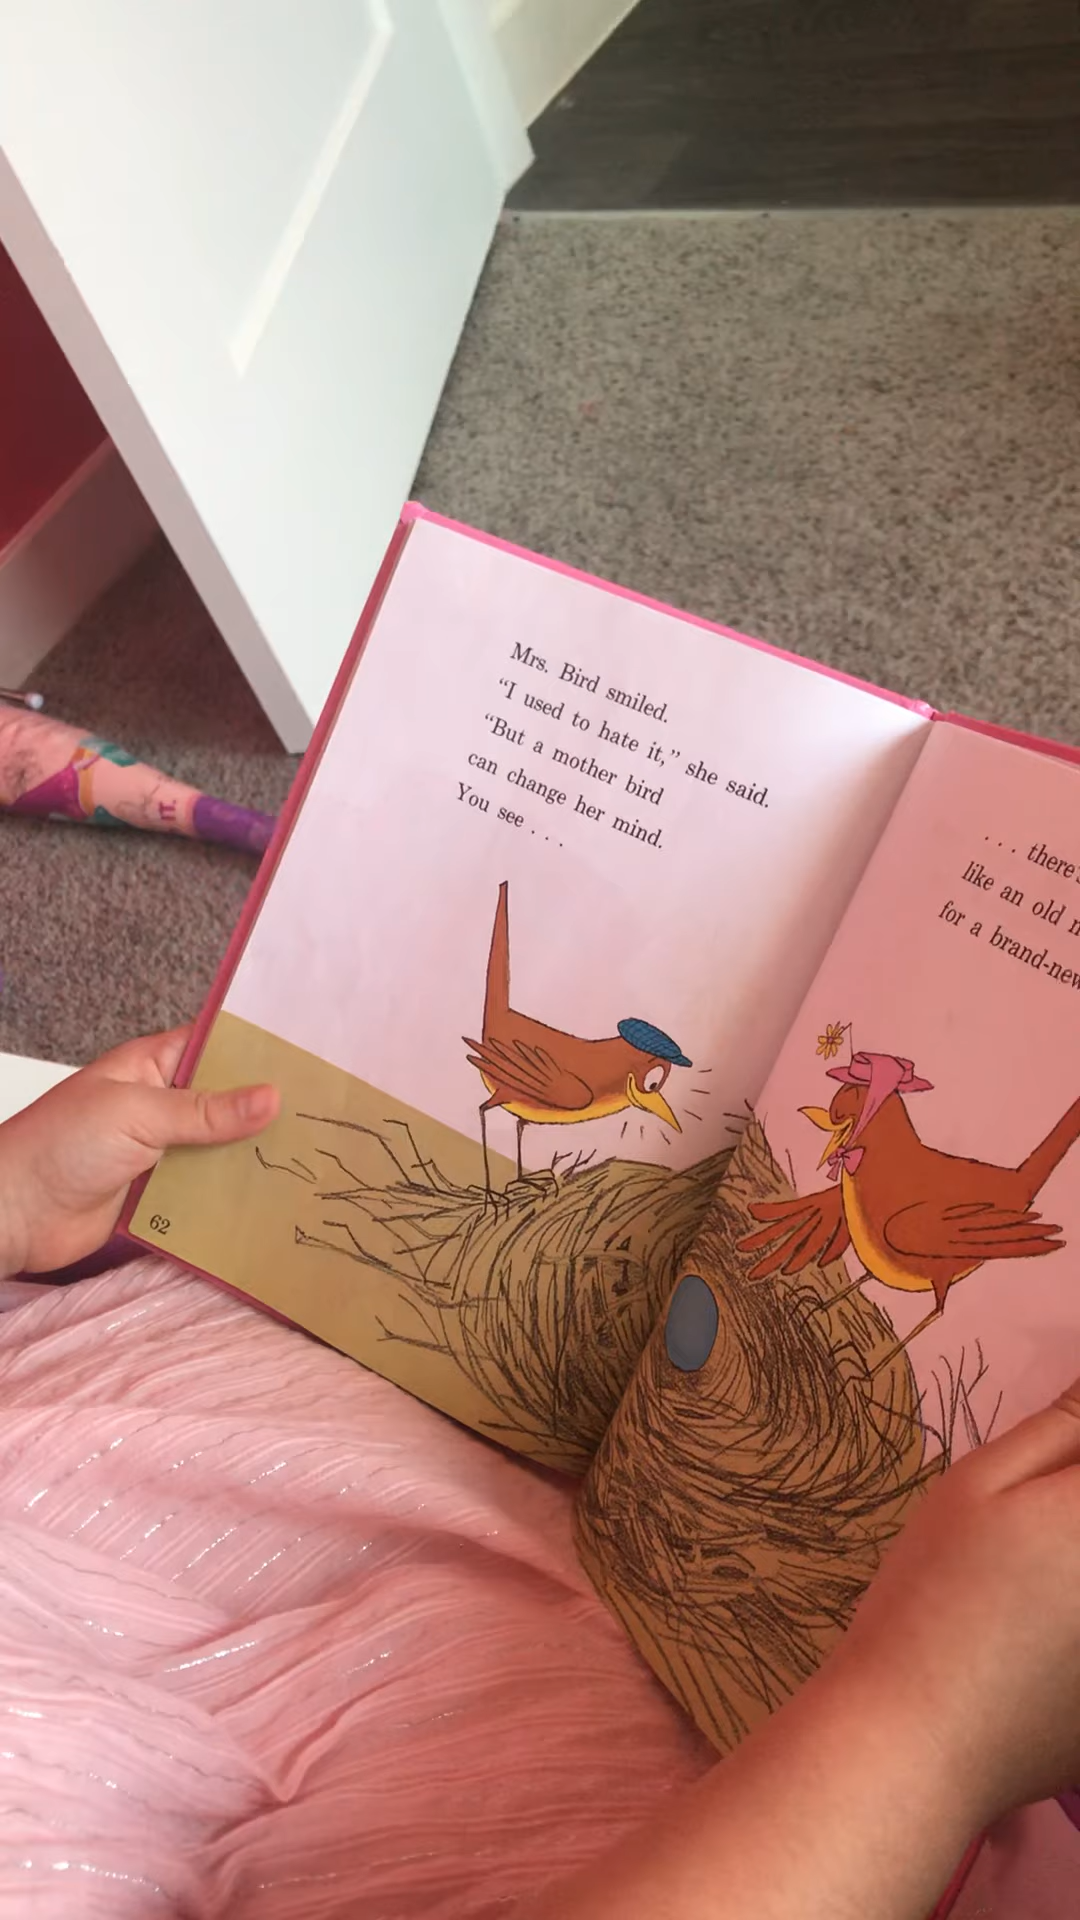 Mrs. Bird smiled.
“I used to hate it,” she said.
“But a mother bird
can change her mind.
You see . . .
62
. . . there's
like an old
for a brand-new
IT.